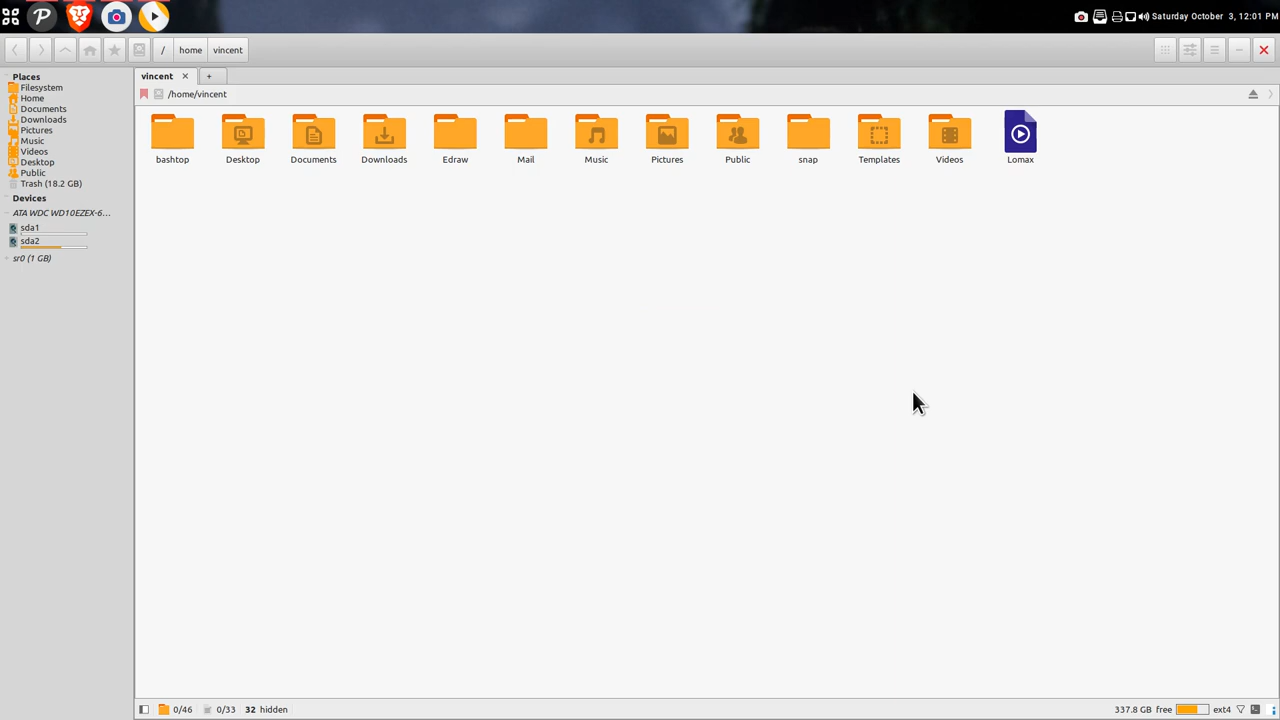 Saturday October  3, 12:01 PM
/
home
vincent
Places
Filesystem
Home
Documents
Downloads
Pictures
Music
Videos
Desktop
Public
Trash (18.2 GB)
Devices
ATA WDC WD10EZEX-6...
sda1
sda2
sr0 (1 GB)
vincent
+
/home/vincent
bashtop
Desktop
Documents
Downloads
Edraw
Mail
Music
Pictures
Public
snap
Templates
Videos
Lomax
0/46
0/33
32 hidden
337.8 GB free
ext4